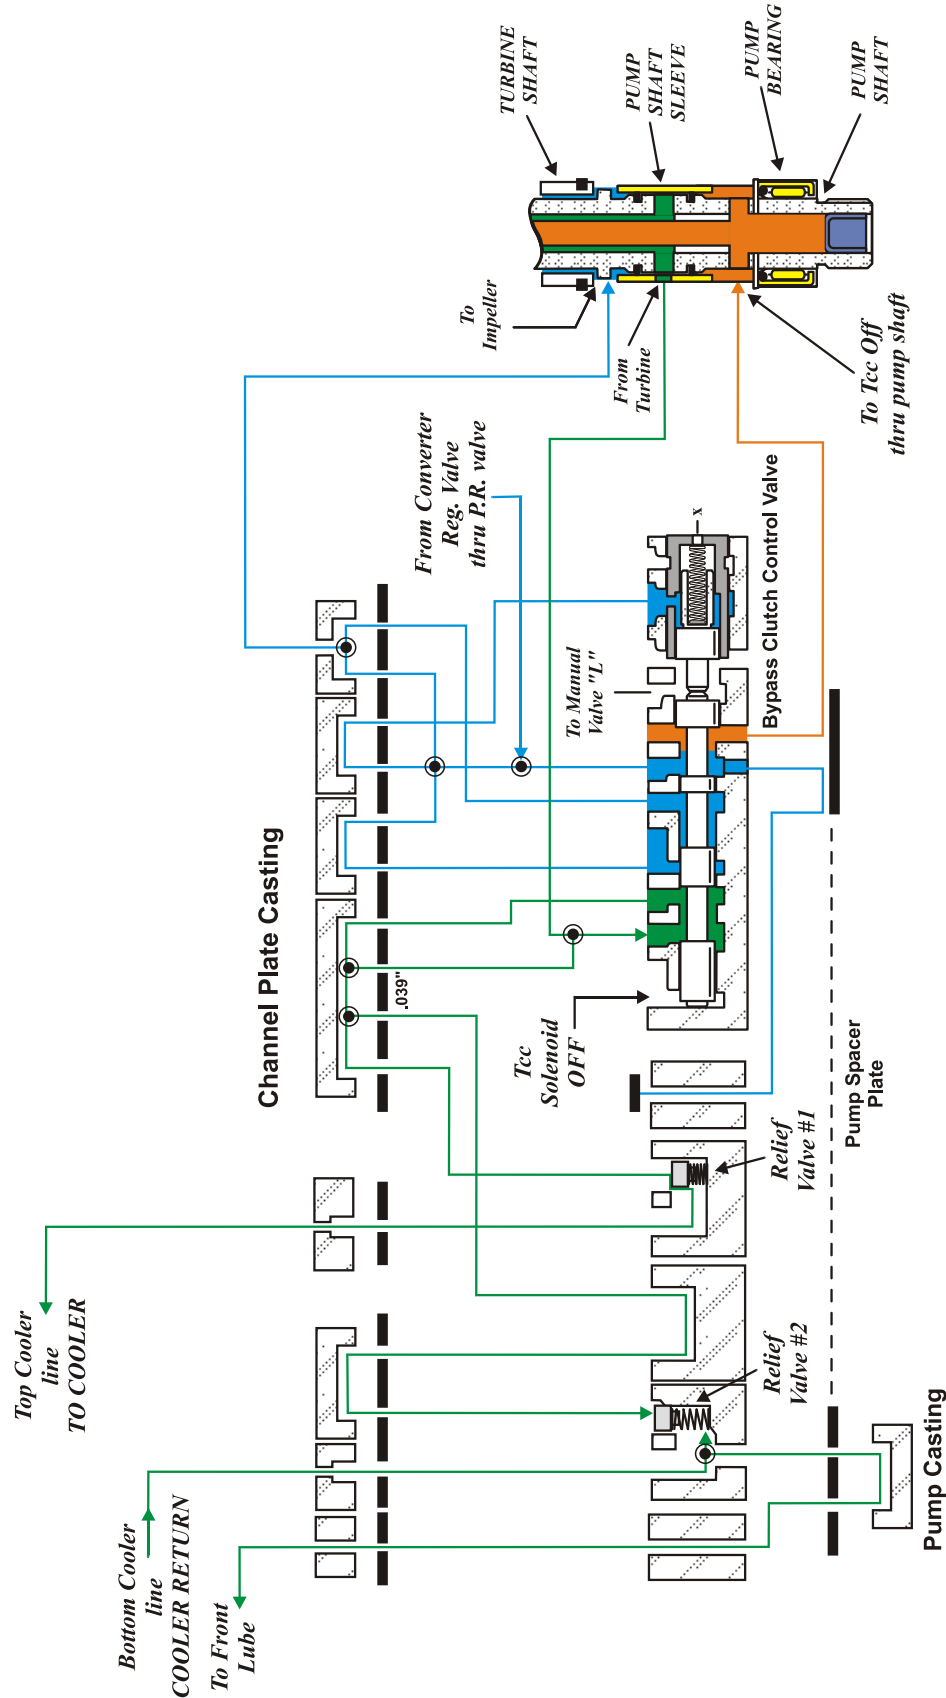 Top Cooler
line
TO COOLER
Bottom Cooler
line
COOLER RETURN
To Front
Lube
Channel Plate Casting
.039"
From Converter
Reg. Valve
thru P.R. valve
To
Impeller
TURBINE
SHAFT
PUMP
SHAFT
SLEEVE
PUMP
BEARING
PUMP
SHAFT
From
Turbine
To Tcc Off
thru pump shaft
Tcc
Solenoid
OFF
To Manual
Valve "L"
x
Bypass Clutch Control Valve
Relief
Valve #1
Relief
Valve #2
Pump Spacer
Plate
Pump Casting